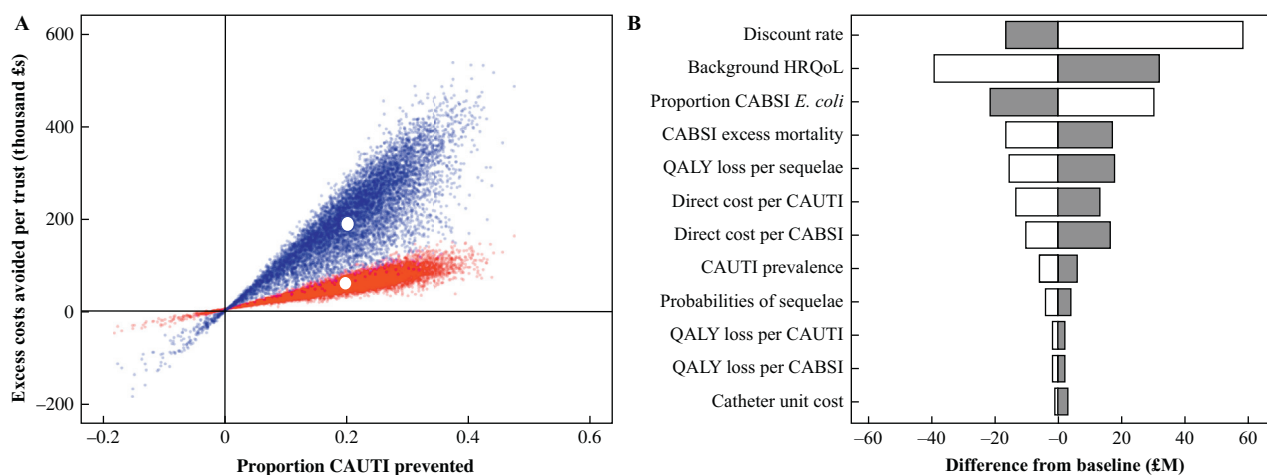 A
Excess costs avoided per trust (thousand £s)
600
400
200
0
−200
−0.2
0
0.2
0.4
0.6
Proportion CAUTI prevented
B
Discount rate
Background HRQoL
Proportion CABSI E. coli
CABSI excess mortality
QALY loss per sequelae
Direct cost per CAUTI
Direct cost per CABSI
CAUTI prevalence
Probabilities of sequelae
QALY loss per CAUTI
QALY loss per CABSI
Catheter unit cost
−60
−40
−20
−0
20
40
60
Difference from baseline (£M)